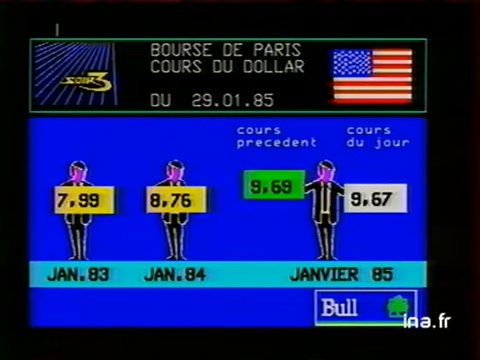 BOURSE DE PARIS
COURS DU DOLLAR
SOIR 3
DU 29.01.85
cours precedent
cours du jour
7,99
8,76
9,69
9,67
JAN.83
JAN.84
JANVIER 85
Bull
ina.fr